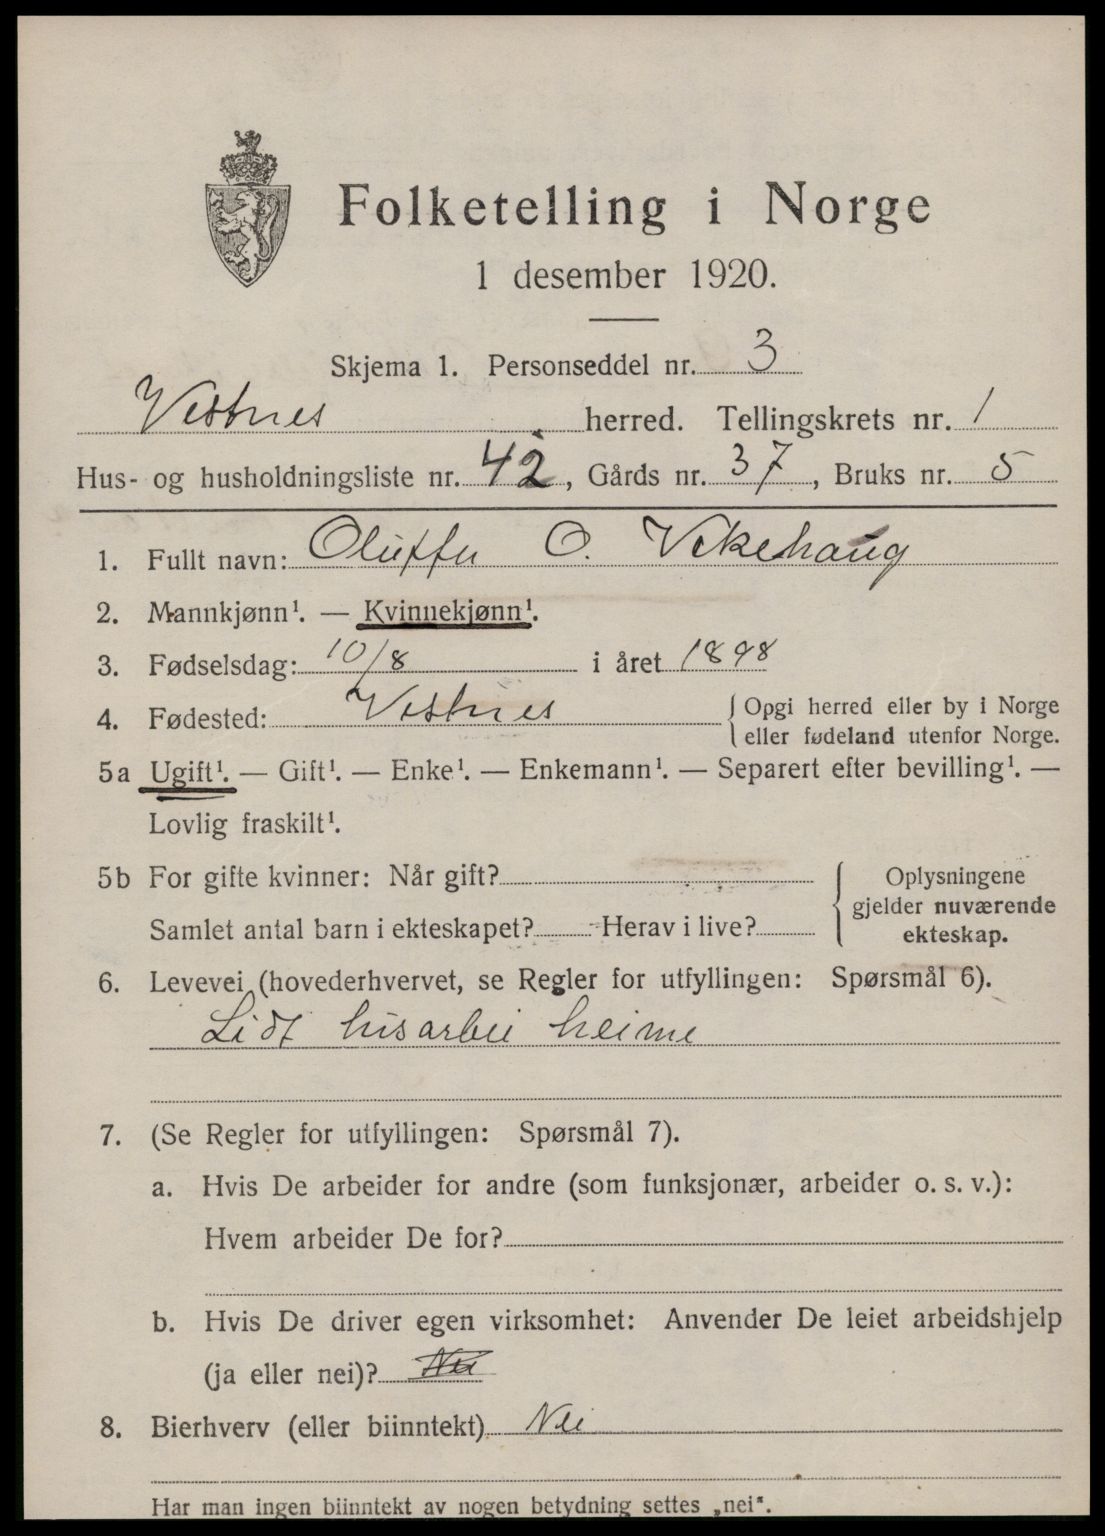 Folketelling i Norge
1 desember 1920.
Skjema 1. Personseddel nr. 3
Vestnes herred. Tellingskrets nr. 1
Hus- og husholdningsliste nr. 42, Gårds nr. 37, Bruks nr. 5
1. Fullt navn: Oluffa O. Vikehaug
2. Mannkjønn¹. — Kvinnekjønn¹.
3. Fødselsdag: 10/8 i året 1898
4. Fødested: Vestnes { Opgi herred eller by i Norge
eller fødeland utenfor Norge.
5a Ugift¹. — Gift¹. — Enke¹. — Enkemann¹. — Separert efter bevilling¹. —
Lovlig fraskilt¹.
5b For gifte kvinner: Når gift?
Samlet antal barn i ekteskapet? Herav i live?
{ Oplysningene
gjelder nuværende
ekteskap.
6. Levevei (hovederhvervet, se Regler for utfyllingen: Spørsmål 6).
Lidt husarbei heime
7. (Se Regler for utfyllingen: Spørsmål 7).
a. Hvis De arbeider for andre (som funksjonær, arbeider o. s. v.):
Hvem arbeider De for?
b. Hvis De driver egen virksomhet: Anvender De leiet arbeidshjelp
(ja eller nei)? Nei
8. Bierhverv (eller biinntekt) Nei
Har man ingen biinntekt av nogen betydning settes „nei“.